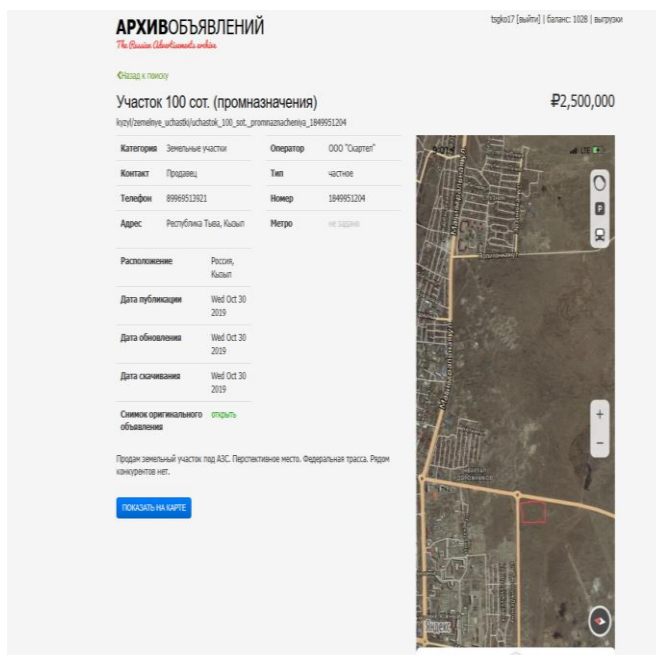 АРХИВОБЪЯВЛЕНИЙ
The Russian Advertisements archive
tsgko17 [выйти] | баланс: 1028 | выгрузки
Назад к поиску
Участок 100 сот. (промназначения)
₽2,500,000
kyzyl/zemelnye_uchastki/uchastok_100_sot._promnaznacheniya_1849951204
Категория Земельные участки Оператор ООО "Скартел"
Контакт Продавец Тип частное
Телефон 89969513921 Номер 1849951204
Адрес Республика Тыва, Кызыл Метро не задано
Расположение Россия,
Кызыл
Дата публикации Wed Oct 30
2019
Дата обновления Wed Oct 30
2019
Дата скачивания Wed Oct 30
2019
Снимок оригинального открыть
объявления
Продам земельный участок под АЗС. Перспективное место. Федеральная трасса. Рядом
конкурентов нет.
ПОКАЗАТЬ НА КАРТЕ
9:01
LTE
P
+
−
Яндекс